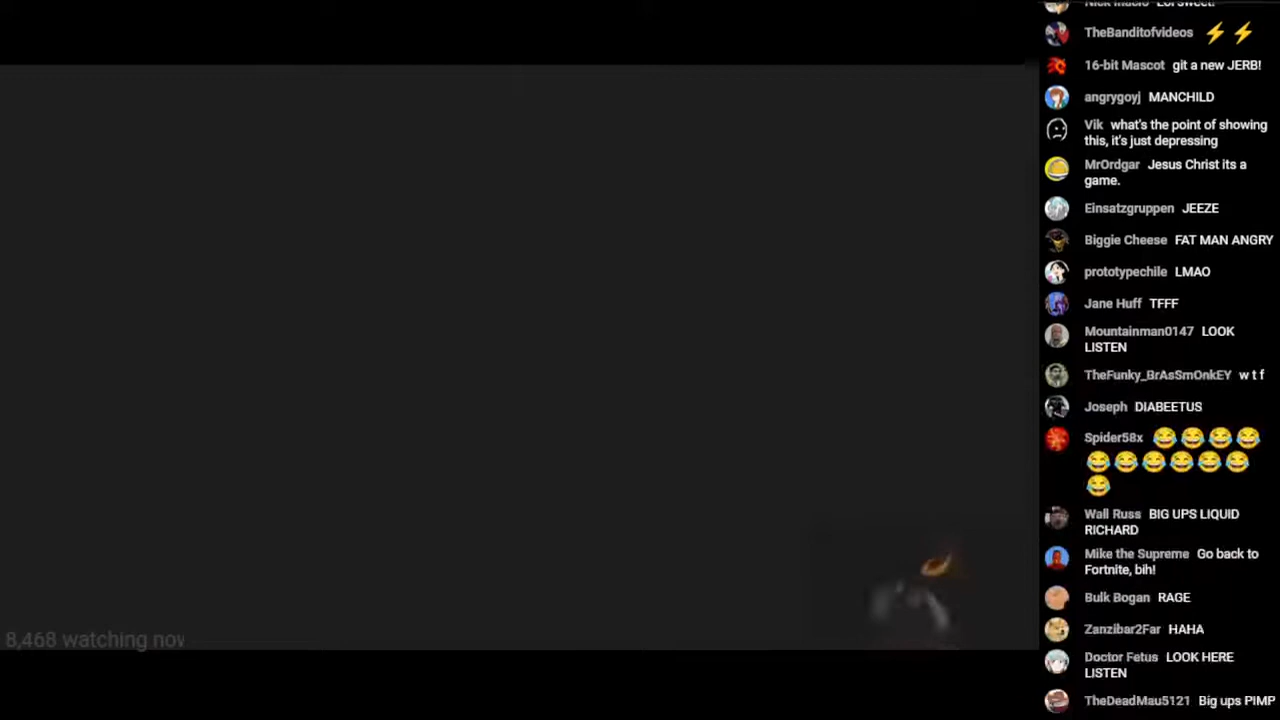 TheBanditofvideos ⚡⚡
16-bit Mascot git a new JERB!
angrygoyj MANCHILD
Vik what's the point of showing
this, it's just depressing
MrOrdgar Jesus Christ its a
game.
Einsatzgruppen JEEZE
Biggie Cheese FAT MAN ANGRY
prototypechile LMAO
Jane Huff TFFF
Mountainman0147 LOOK
LISTEN
TheFunky_BrAsSmOnkEY w t f
Joseph DIABEETUS
Spider58x 😂😂😂😂
😂😂😂😂😂😂
😂
Wall Russ BIG UPS LIQUID
RICHARD
Mike the Supreme Go back to
Fortnite, bih!
Bulk Bogan RAGE
Zanzibar2Far HAHA
Doctor Fetus LOOK HERE
LISTEN
TheDeadMau5121 Big ups PIMP
8,468 watching now